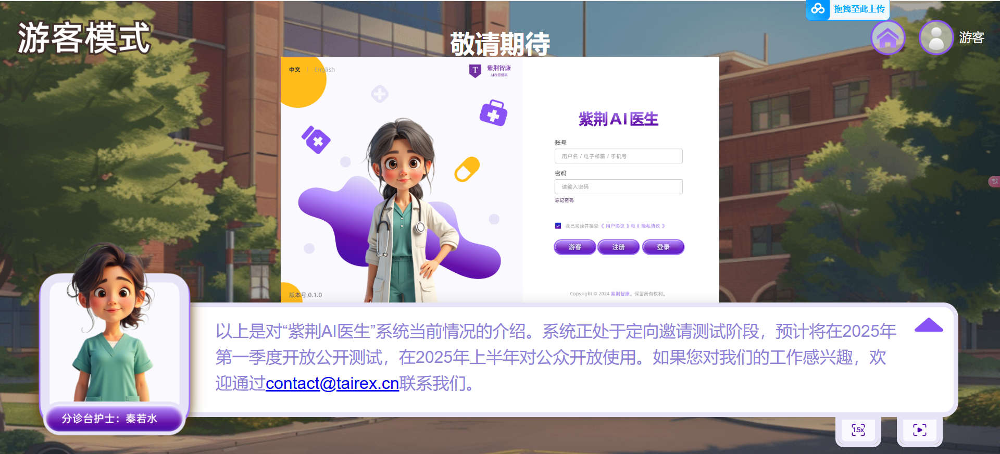 拖拽至此上传
游客模式
敬请期待
游客
中文 | English
T 紫荆智康
AI改善健康
紫荆AI医生
账号
用户名 / 电子邮箱 / 手机号
密码
请输入密码
忘记密码
我已阅读并接受《 用户协议 》和《 隐私协议 》
游客 注册 登录
版本号 0.1.0
Copyright © 2024 紫荆智康。保留所有权利。
以上是对“紫荆AI医生”系统当前情况的介绍。系统正处于定向邀请测试阶段，预计将在2025年
第一季度开放公开测试，在2025年上半年对公众开放使用。如果您对我们的工作感兴趣，欢
迎通过contact@tairex.cn联系我们。
分诊台护士：秦若水
1.5x